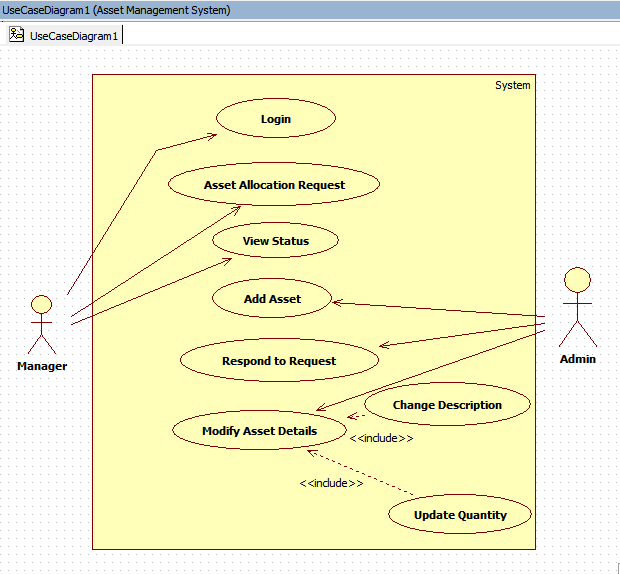 UseCaseDiagram1 (Asset Management System)
UseCaseDiagram1
System
Login
Asset Allocation Request
View Status
Add Asset
Manager
Admin
Respond to Request
Change Description
Modify Asset Details
<<include>>
<<include>>
Update Quantity